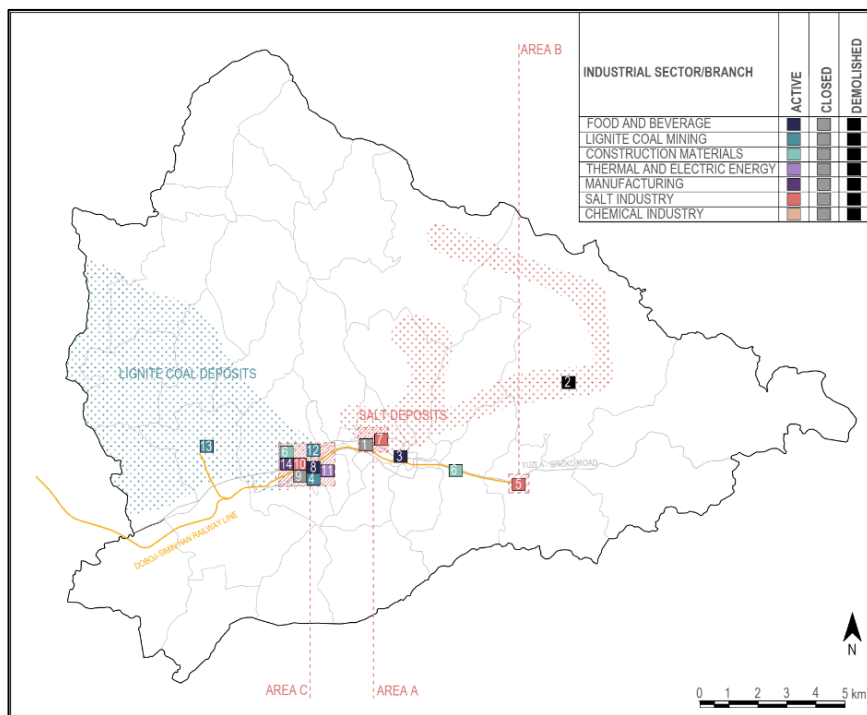 AREA B
INDUSTRIAL SECTOR/BRANCH
ACTIVE
CLOSED
DEMOLISHED
FOOD AND BEVERAGE
LIGNITE COAL MINING
CONSTRUCTION MATERIALS
THERMAL AND ELECTRIC ENERGY
MANUFACTURING
SALT INDUSTRY
CHEMICAL INDUSTRY
LIGNITE COAL DEPOSITS
2
SALT DEPOSITS
13
12
1
7
14
10
8
3
9
4
11
6
5
TUZLA - BRČKO ROAD
DOBOJ-SIMIN HAN RAILWAY LINE
N
AREA C
AREA A
0 1 2 3 4 5 km